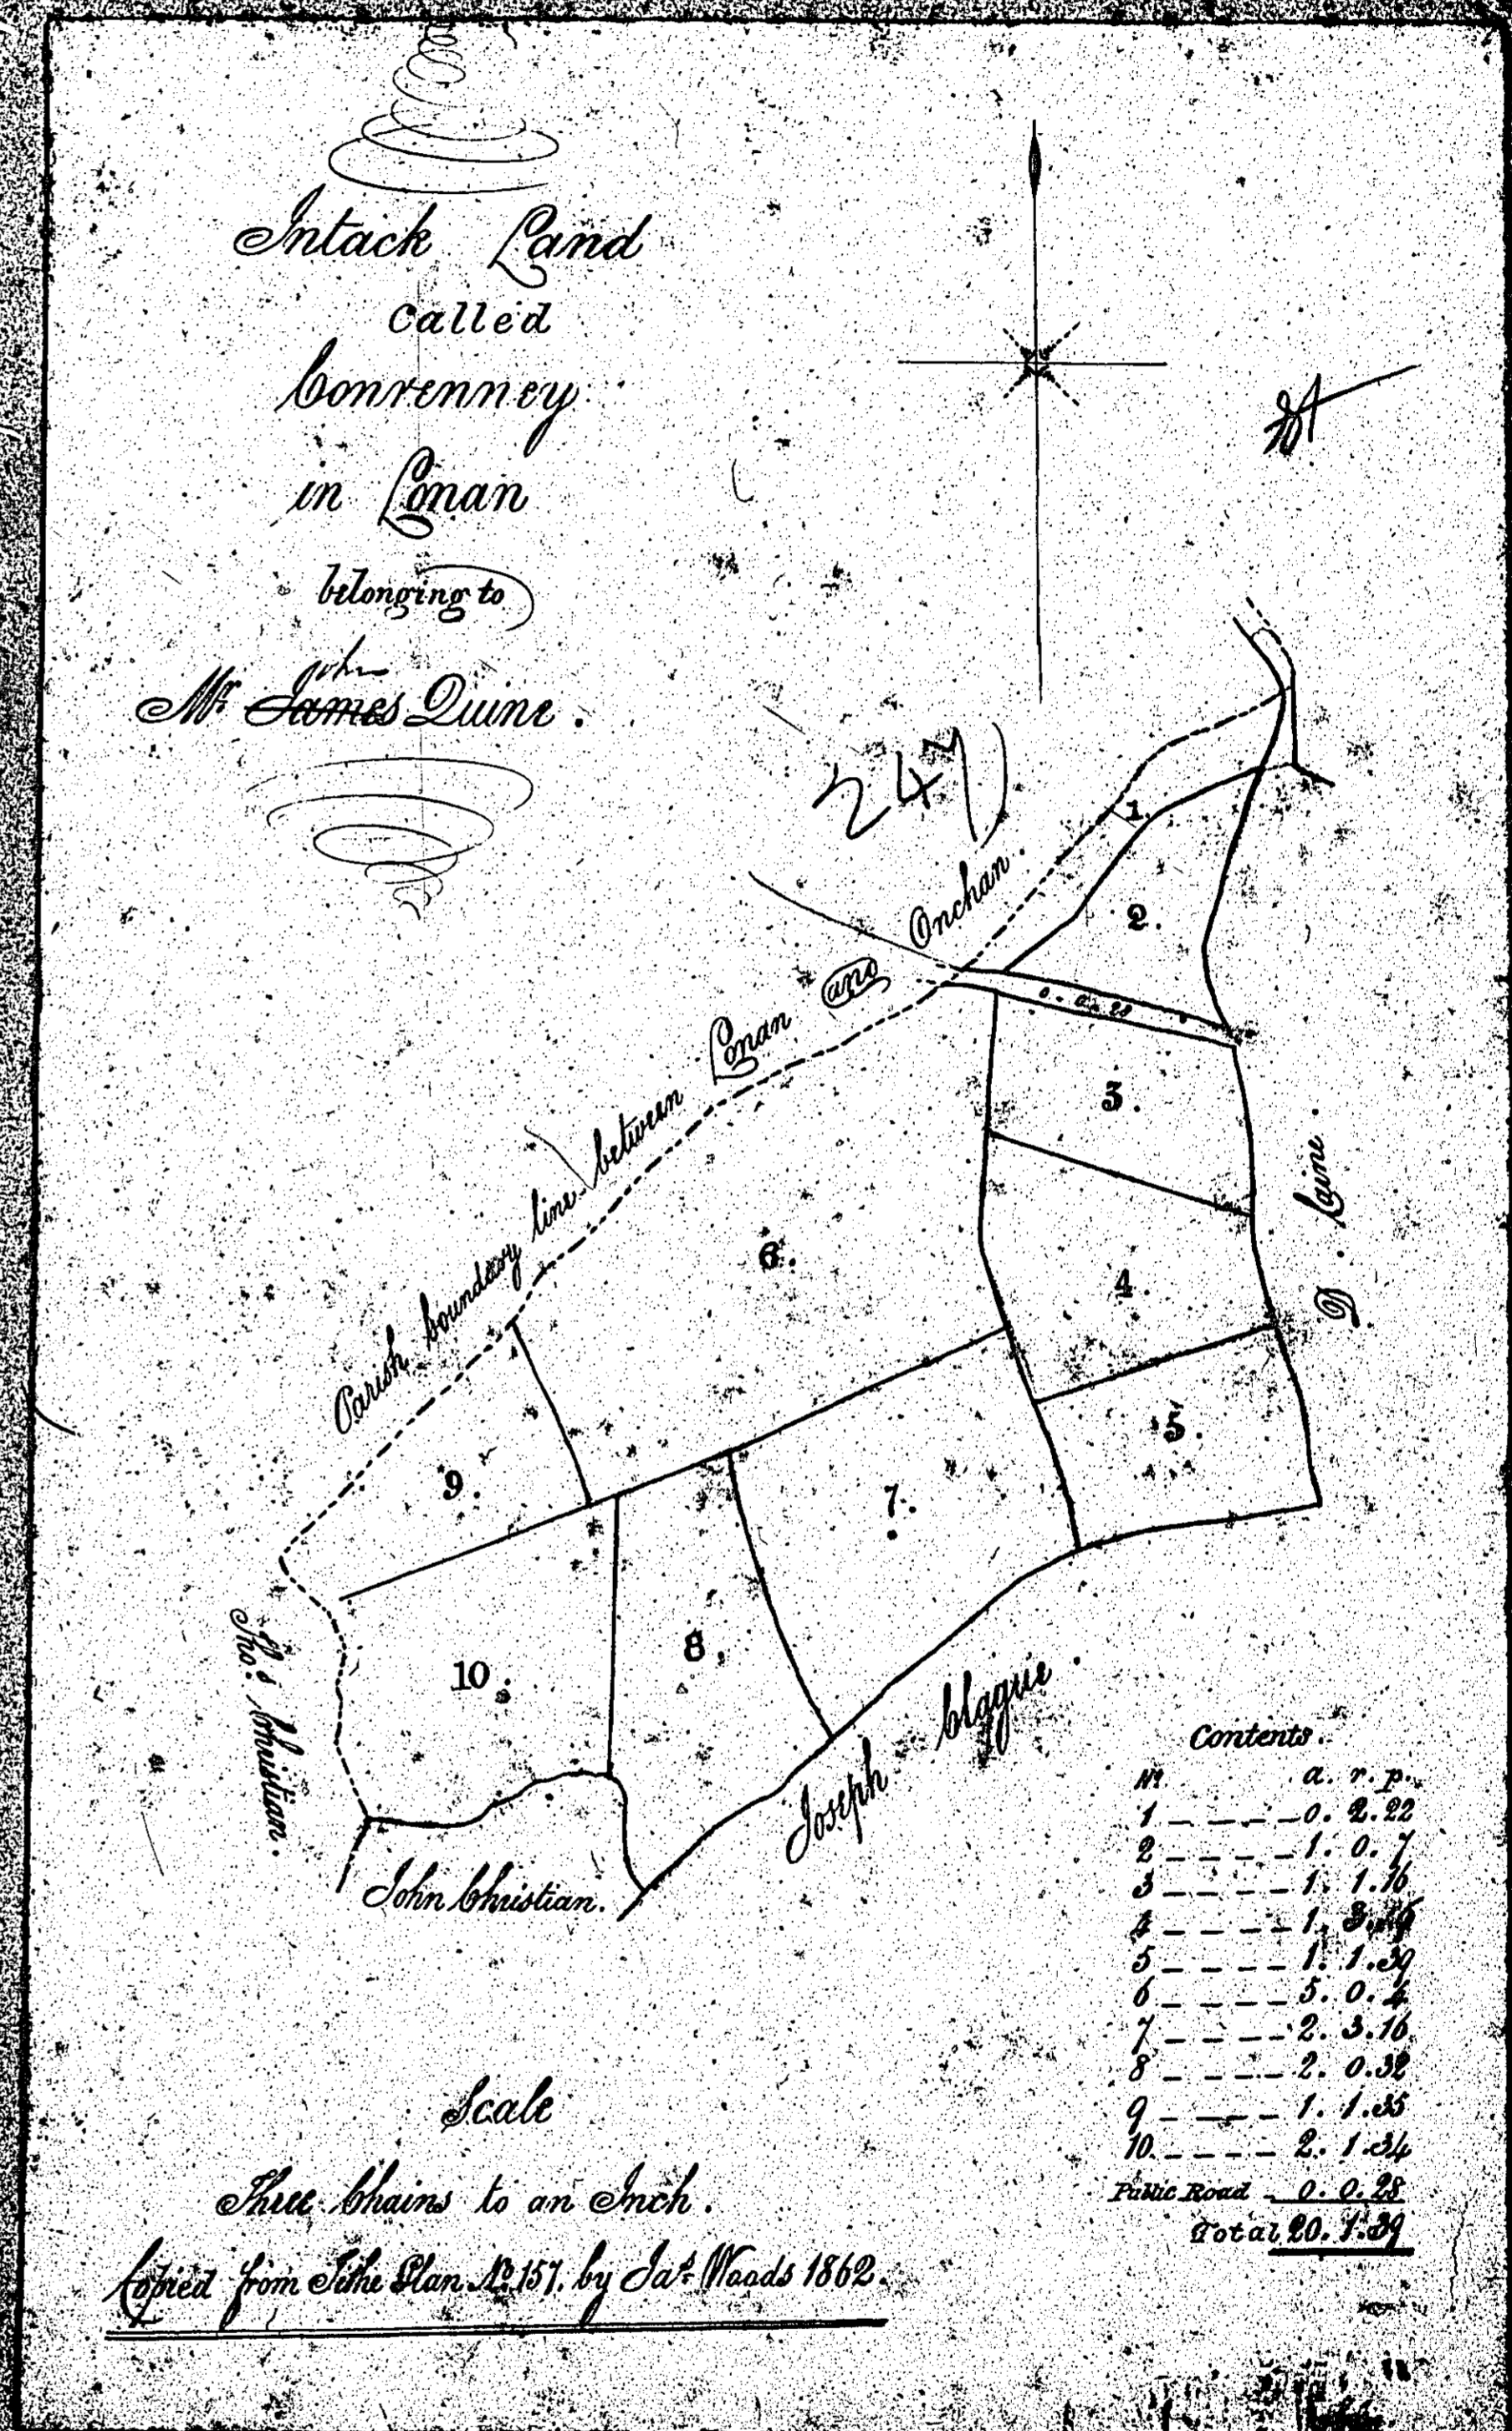 Intack Land
called
Conrenney
in Lonan
belonging to
John
Mr James Quine.
247
Parish boundary line between Lonan and Onchan.
1.
2.
0. 0. 28
3.
4.
5.
6.
7.
8.
9.
10.
D. Caine.
Joseph Clague.
Thos. Christian.
John Christian.
Contents.
No. a. r. p.
1 0. 2. 22
2 1. 0. 7
3 1. 1. 16
4 1. 3.
5 1. 1. 39
6 5. 0. 4
7 2. 3. 16
8 2. 0. 32
9 1. 1. 35
10. 2. 1. 34
Public Road 0. 0. 28
Total 20. 1. 39
Scale
Three Chains to an Inch.
Copied from Tithe Plan No. 157. by Jas. Woods 1862.